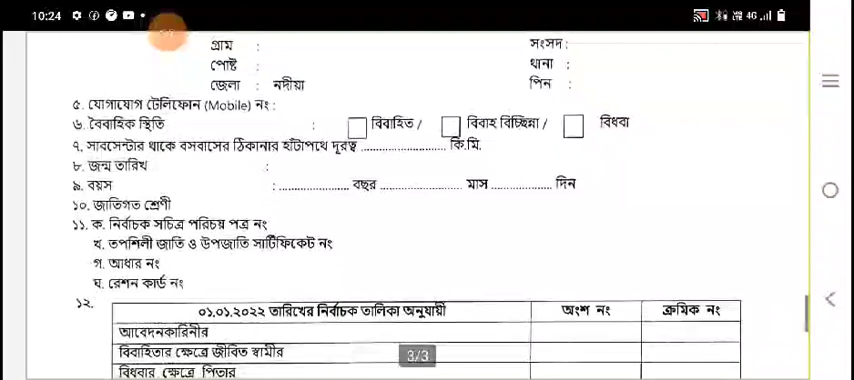 10:24
4G
গ্রাম :
সংসদ :
পোষ্ট :
থানা :
জেলা : নদীয়া
পিন :
৫. যোগাযোগ টেলিফোন (Mobile) নং :
৬. বৈবাহিক স্থিতি : বিবাহিত / বিবাহ বিচ্ছিন্না / বিধবা
৭. সাবসেন্টার থাকে বসবাসের ঠিকানার হাঁটাপথে দূরত্ব ........................ কি.মি.
৮. জন্ম তারিখ :
৯. বয়স : ..................... বছর ........................ মাস .................. দিন
১০. জাতিগত শ্রেণী
১১. ক. নির্বাচক সচিত্র পরিচয় পত্র নং
খ. তপশিলী জাতি ও উপজাতি সার্টিফিকেট নং
গ. আধার নং
ঘ. রেশন কার্ড নং
১২.
০১.০১.২০২২ তারিখের নির্বাচক তালিকা অনুযায়ী
অংশ নং
ক্রমিক নং
আবেদনকারিনীর
বিবাহিতার ক্ষেত্রে জীবিত স্বামীর
3/3
বিধবার ক্ষেত্রে পিতার